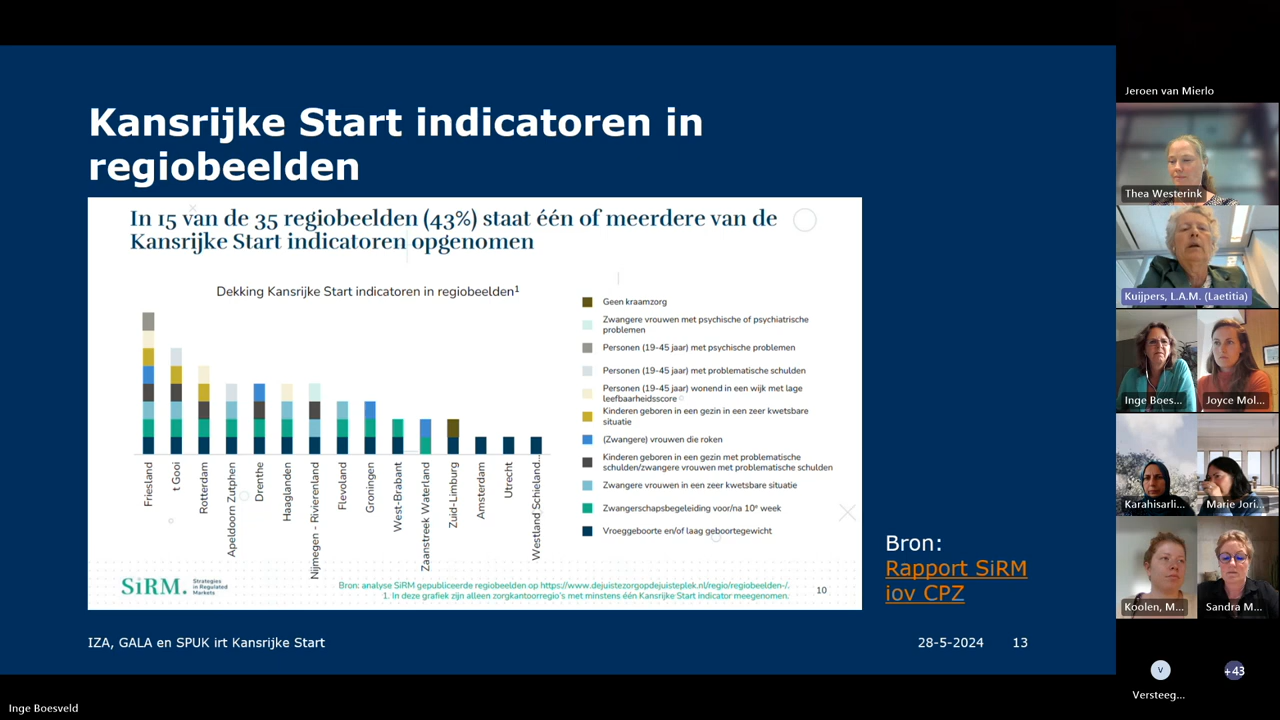 Kansrijke Start indicatoren in
regiobeelden
In 15 van de 35 regiobeelden (43%) staat één of meerdere van de
Kansrijke Start indicatoren opgenomen
Dekking Kansrijke Start indicatoren in regiobeelden¹
Geen kraamzorg
Zwangere vrouwen met psychische of psychiatrische
problemen
Personen (19-45 jaar) met psychische problemen
Personen (19-45 jaar) met problematische schulden
Personen (19-45 jaar) wonend in een wijk met lage
leefbaarheidsscore
Kinderen geboren in een gezin in een zeer kwetsbare
situatie
(Zwangere) vrouwen die roken
Kinderen geboren in een gezin met problematische
schulden/zwangere vrouwen met problematische schulden
Zwangere vrouwen in een zeer kwetsbare situatie
Zwangerschapsbegeleiding voor/na 10ᵉ week
Vroeggeboorte en/of laag geboortegewicht
Friesland
t Gooi
Rotterdam
Apeldoorn Zutphen
Drenthe
Haaglanden
Nijmegen - Rivierenland
Flevoland
Groningen
West-Brabant
Zaanstreek Waterland
Zuid-Limburg
Amsterdam
Utrecht
Westland Schieland...
SiRM.
Strategies
in Regulated
Markets
Bron: analyse SiRM gepubliceerde regiobeelden op https://www.dejuistezorgopdejuisteplek.nl/regio/regiobeelden-/.
1. In deze grafiek zijn alleen zorgkantoorregio's met minstens één Kansrijke Start indicator meegenomen.
10
Bron:
Rapport SiRM
iov CPZ
IZA, GALA en SPUK irt Kansrijke Start
28-5-2024
13
Inge Boesveld
Jeroen van Mierlo
Thea Westerink
Kuijpers, L.A.M. (Laetitia)
Inge Boes...
Joyce Mol...
Karahisarli...
Marie Jori...
Koolen, M...
Sandra M...
V
+43
Versteeg...